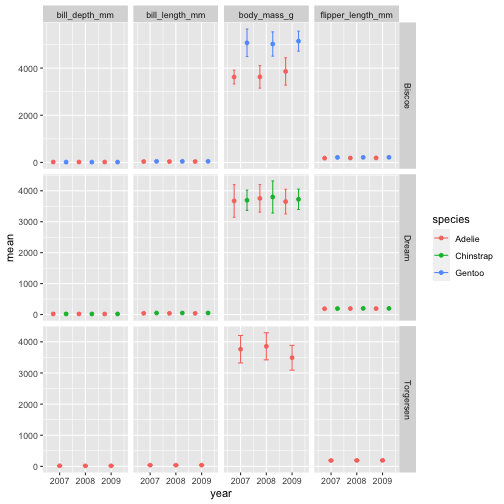 bill_depth_mm bill_length_mm body_mass_g flipper_length_mm
4000
2000
0
Biscoe
4000
3000
2000
1000
0
Dream
4000
3000
2000
1000
0
Torgersen
2007 2008 2009 2007 2008 2009 2007 2008 2009 2007 2008 2009
year
mean
species
Adelie
Chinstrap
Gentoo